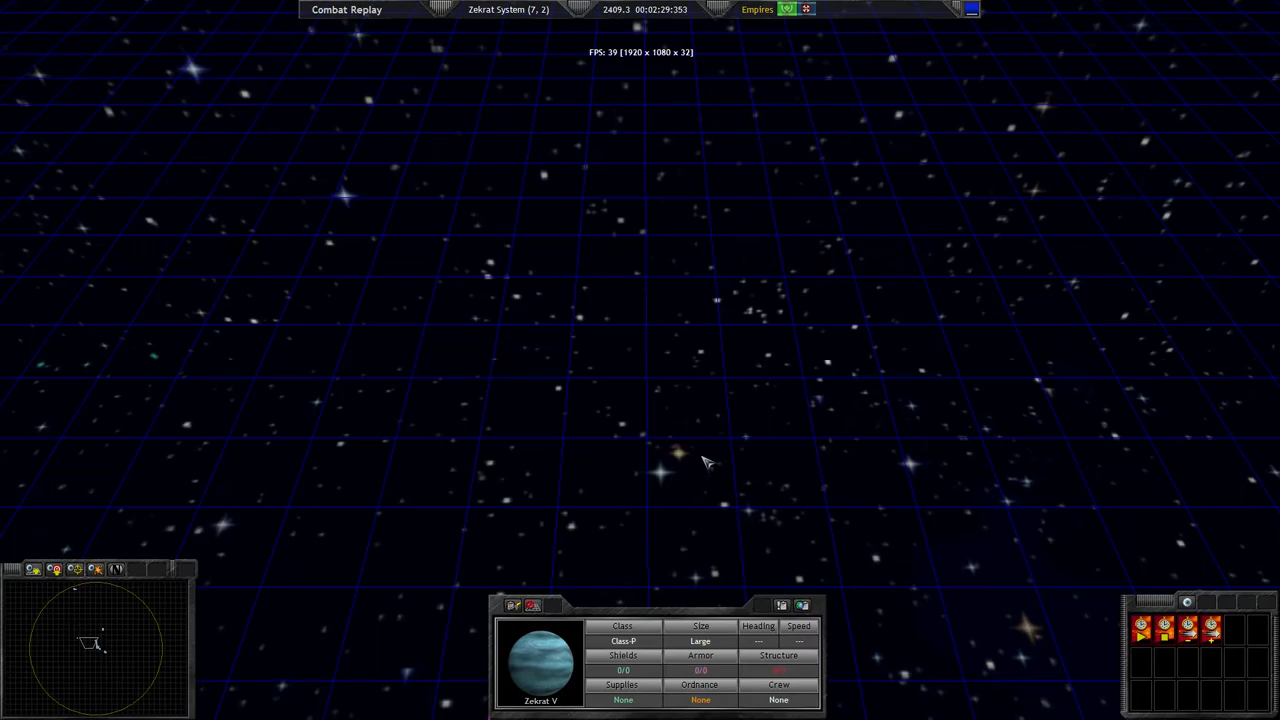 Combat Replay
Zekrat System (7, 2)
2409.3 00:02:29:353
Empires
FPS: 39 [1920 x 1080 x 32]
Class
Size
Heading
Speed
Class-P
Large
---
---
Shields
Armor
Structure
0/0
0/0
0/0
Supplies
Ordnance
Crew
Zekrat V
None
None
None